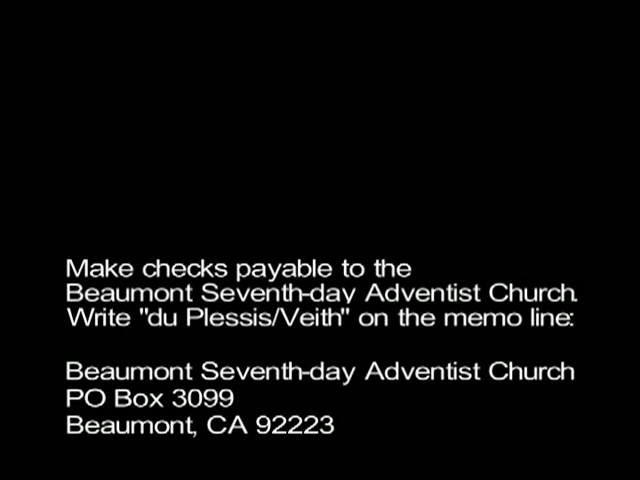 Make checks payable to the
Beaumont Seventh-day Adventist Church.
Write "du Plessis/Veith" on the memo line:
Beaumont Seventh-day Adventist Church
PO Box 3099
Beaumont, CA 92223